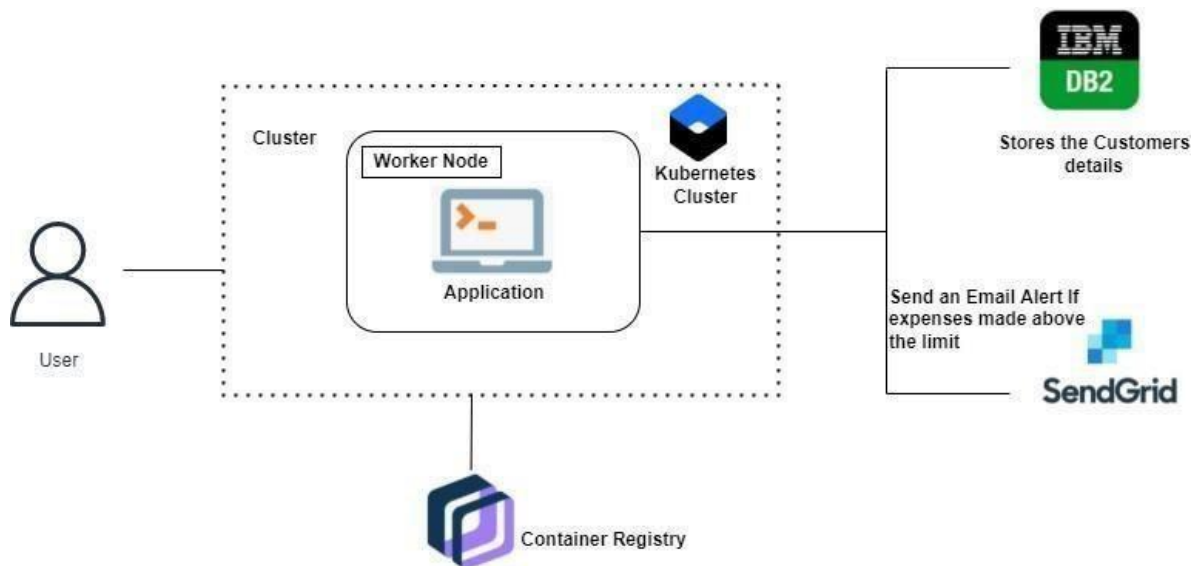 IBM
DB2
Stores the Customers
details
Cluster
Worker Node
Kubernetes
Cluster
Application
User
Send an Email Alert If
expenses made above
the limit
SendGrid
Container Registry